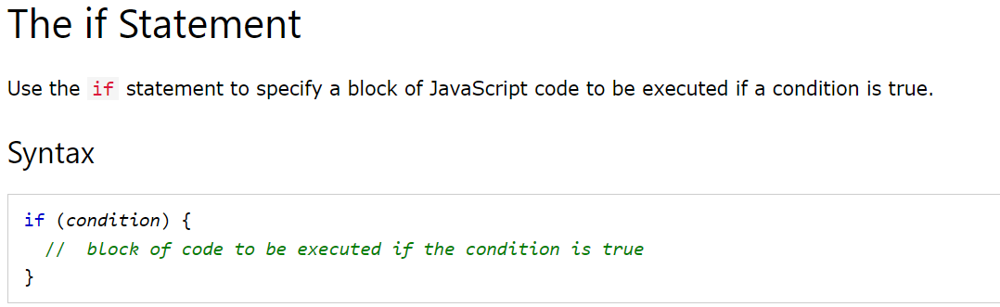 The if Statement
Use the if statement to specify a block of JavaScript code to be executed if a condition is true.
Syntax
if (condition) {
  //  block of code to be executed if the condition is true
}